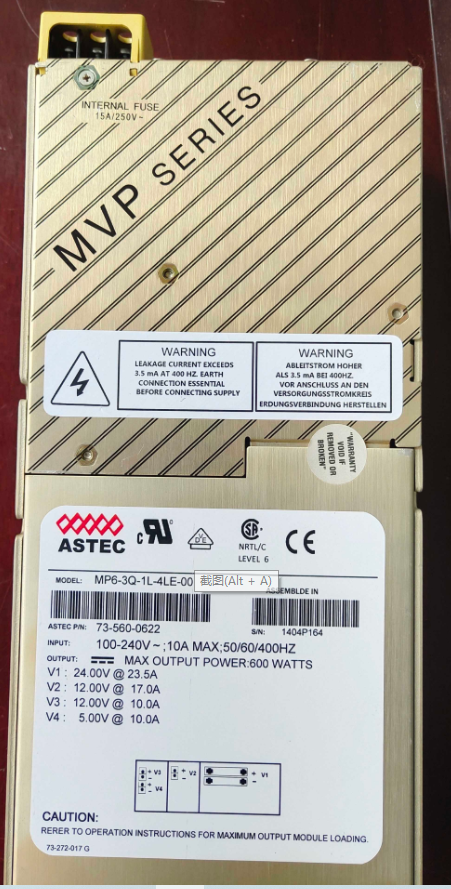 INTERNAL FUSE
15A/250V~
MVP SERIES
WARNING
LEAKAGE CURRENT EXCEEDS
3.5 mA AT 400 HZ. EARTH
CONNECTION ESSENTIAL
BEFORE CONNECTING SUPPLY
WARNING
ABLEITSTROM HOHER
ALS 3.5 mA BEI 400HZ.
VOR ANSCHLUSS AN DEN
VERSORGUNGSSTROMKREIS
ERDUNGSVERBINDUNG HERSTELLEN
"WARRANTY
VOID IF
REMOVED OR
BROKEN"
ASTEC
c RU US
VDE
SA
NRTL/C
LEVEL 6
CE
MODEL: MP6-3Q-1L-4LE-00
截图(Alt + A)
ASSEMBLDE IN
ASTEC P/N: 73-560-0622
S/N: 1404P164
INPUT: 100-240V ~;10A MAX;50/60/400HZ
OUTPUT: MAX OUTPUT POWER:600 WATTS
V1 : 24.00V @ 23.5A
V2 : 12.00V @ 17.0A
V3 : 12.00V @ 10.0A
V4 : 5.00V @ 10.0A
+ V3 -
+ V4 -
+ V2 -
+ V1 -
CAUTION:
RERER TO OPERATION INSTRUCTIONS FOR MAXIMUM OUTPUT MODULE LOADING.
73-272-017 G